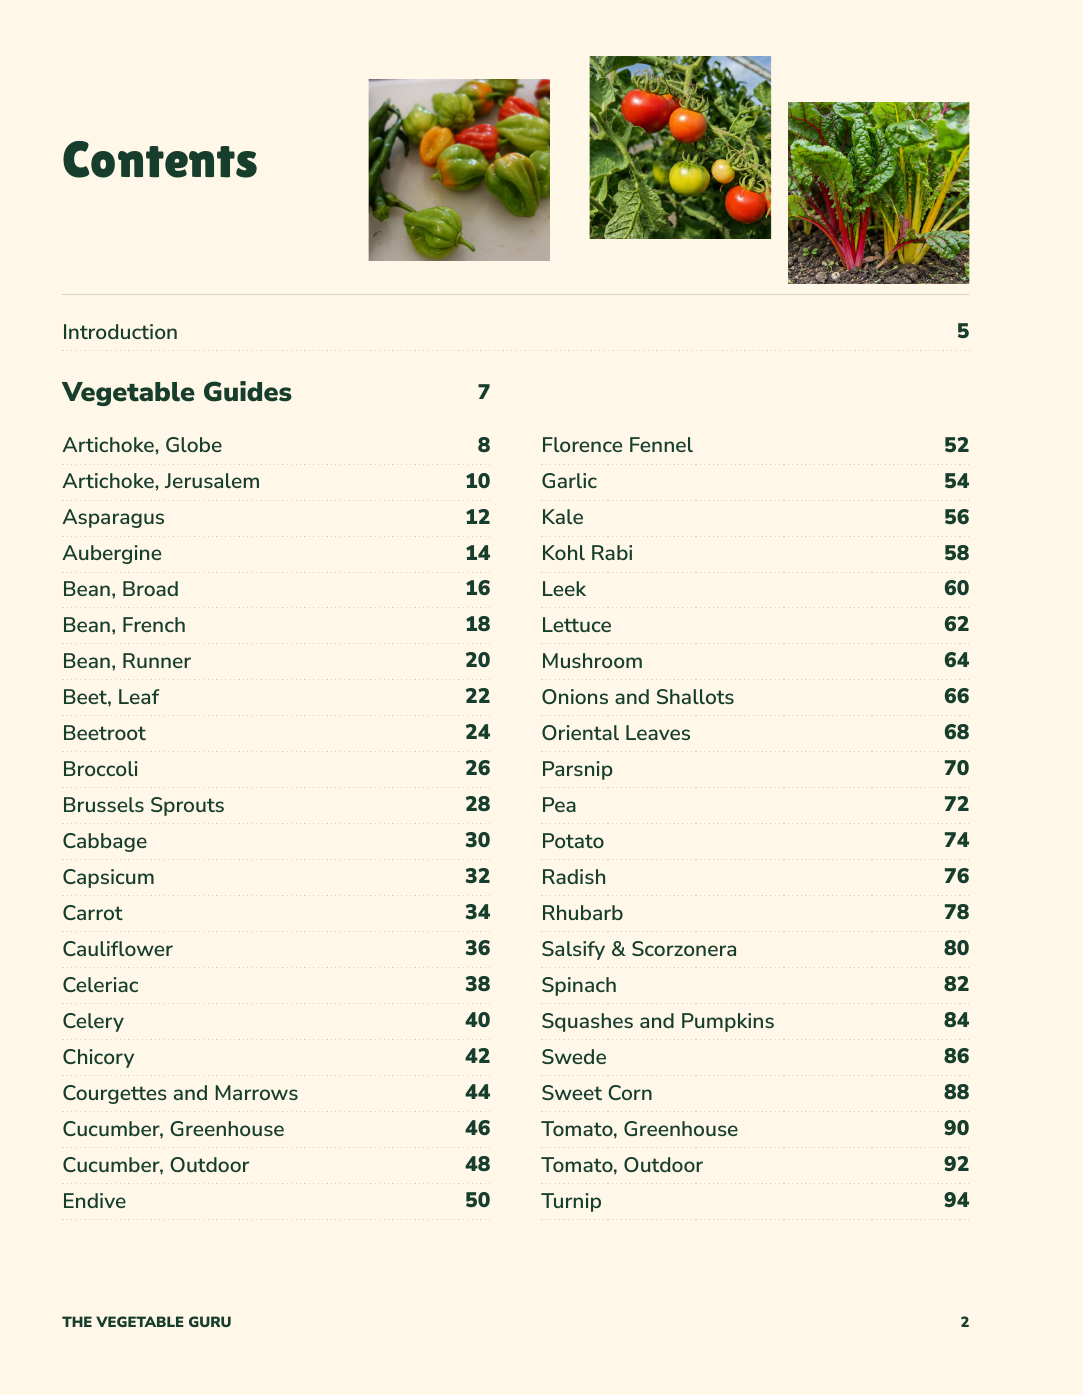 Contents
Introduction 5
Vegetable Guides 7
Artichoke, Globe 8
Artichoke, Jerusalem 10
Asparagus 12
Aubergine 14
Bean, Broad 16
Bean, French 18
Bean, Runner 20
Beet, Leaf 22
Beetroot 24
Broccoli 26
Brussels Sprouts 28
Cabbage 30
Capsicum 32
Carrot 34
Cauliflower 36
Celeriac 38
Celery 40
Chicory 42
Courgettes and Marrows 44
Cucumber, Greenhouse 46
Cucumber, Outdoor 48
Endive 50
Florence Fennel 52
Garlic 54
Kale 56
Kohl Rabi 58
Leek 60
Lettuce 62
Mushroom 64
Onions and Shallots 66
Oriental Leaves 68
Parsnip 70
Pea 72
Potato 74
Radish 76
Rhubarb 78
Salsify & Scorzonera 80
Spinach 82
Squashes and Pumpkins 84
Swede 86
Sweet Corn 88
Tomato, Greenhouse 90
Tomato, Outdoor 92
Turnip 94
THE VEGETABLE GURU 2